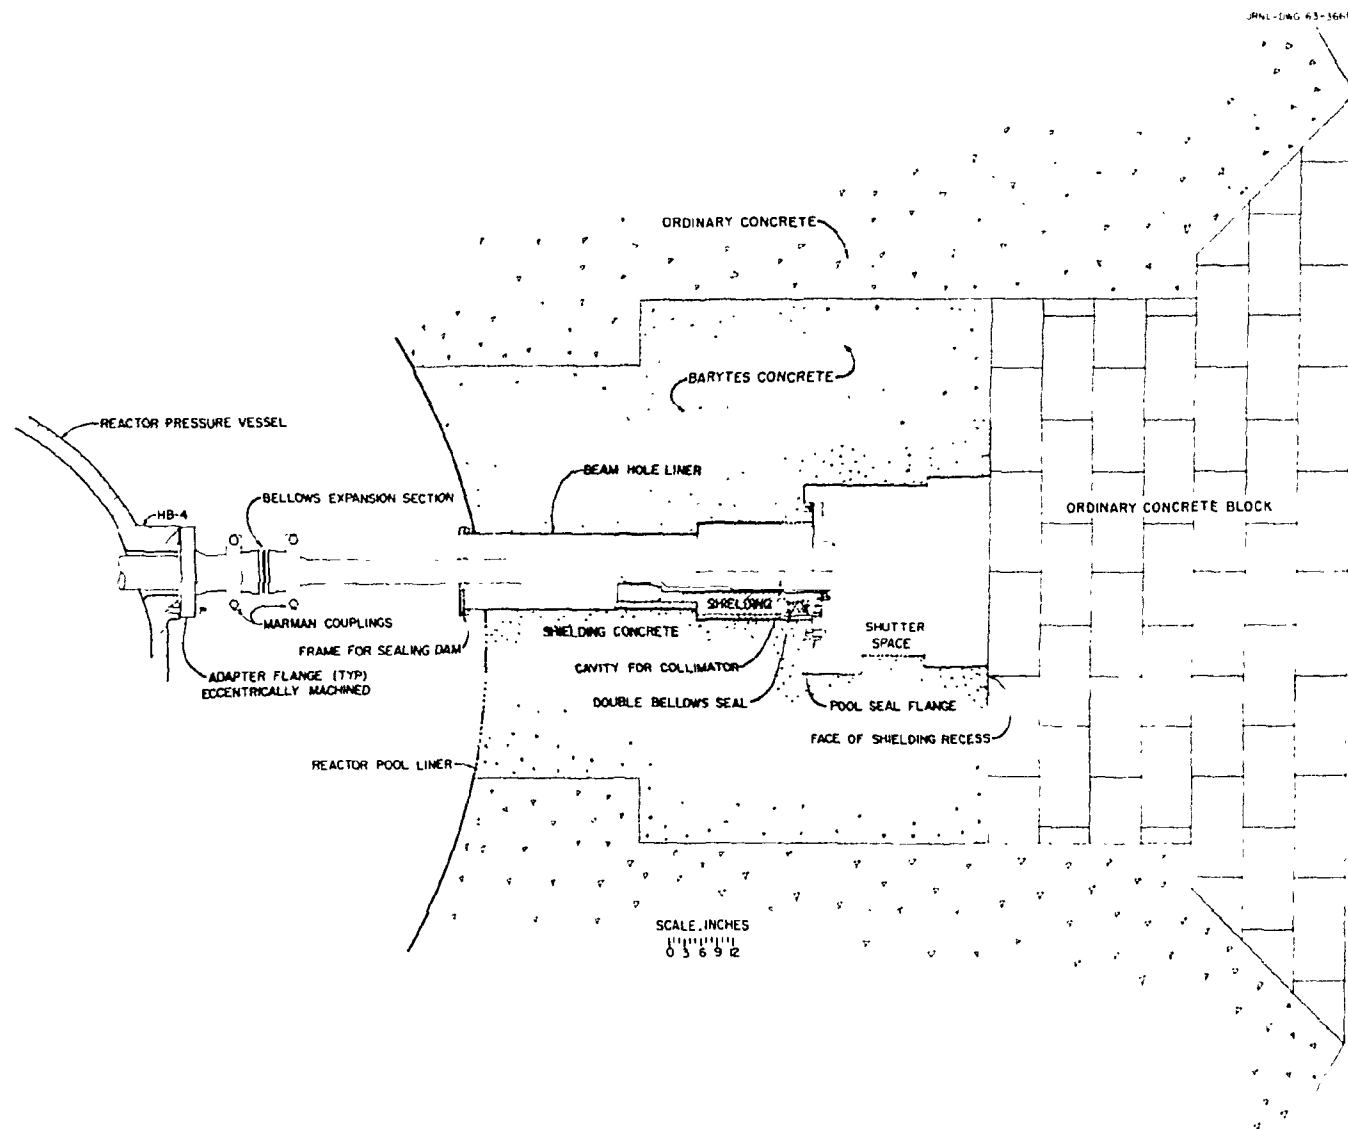 ORNL-DWG 63-366
ORDINARY CONCRETE
BARYTES CONCRETE
REACTOR PRESSURE VESSEL
BEAM HOLE LINER
BELLOWS EXPANSION SECTION
ORDINARY CONCRETE BLOCK
HB-4
SHIELDING
MARMAN COUPLINGS
SHIELDING CONCRETE
SHUTTER
SPACE
FRAME FOR SEALING DAM
CAVITY FOR COLLIMATOR
ADAPTER FLANGE (TYP)
ECCENTRICALLY MACHINED
DOUBLE BELLOWS SEAL
POOL SEAL FLANGE
FACE OF SHIELDING RECESS
REACTOR POOL LINER
SCALE, INCHES
0 3 6 9 12